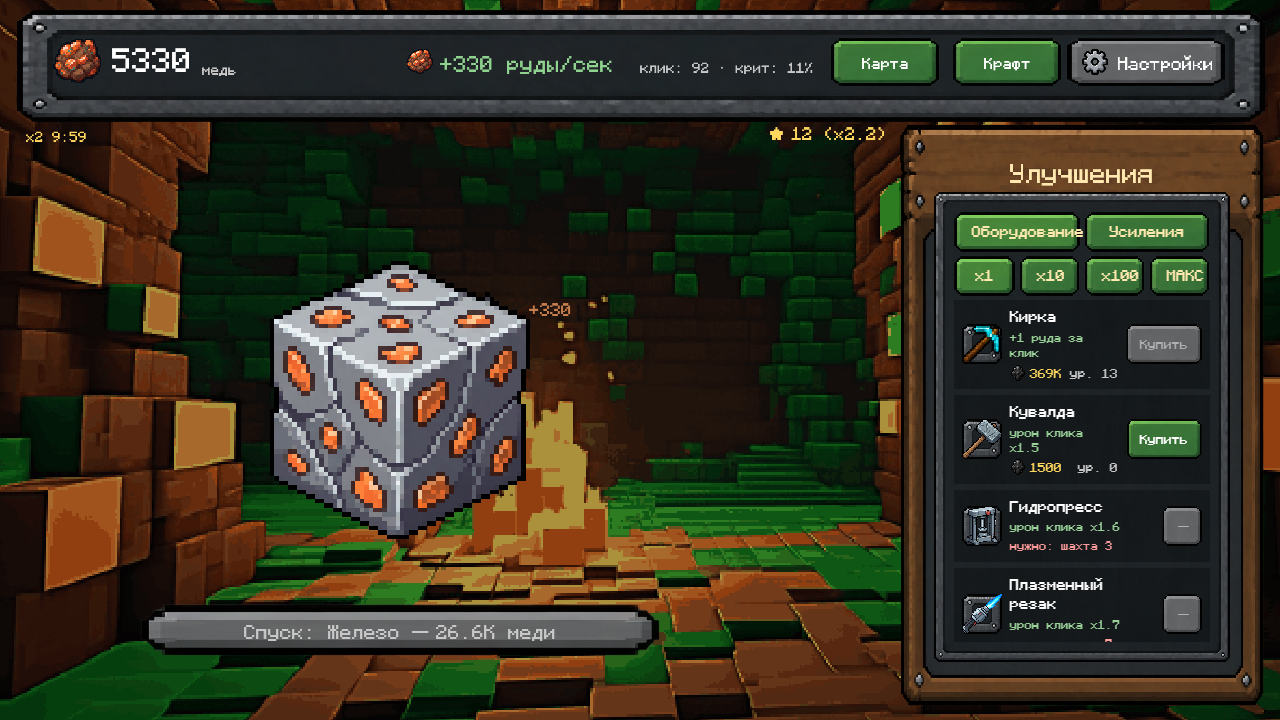 5330 медь
+330 руды/сек
клик: 92 · крит: 11%
Карта
Крафт
Настройки
x2 9:59
12 (x2.2)
+330
Спуск: Железо — 26.6K меди
Улучшения
Оборудование
Усиления
x1
x10
x100
МАКС
Кирка
+1 руда за
клик
369K ур. 13
Купить
Кувалда
урон клика
x1.5
1500 ур. 0
Купить
Гидропресс
урон клика x1.6
нужно: шахта 3
—
Плазменный
резак
урон клика x1.7
—